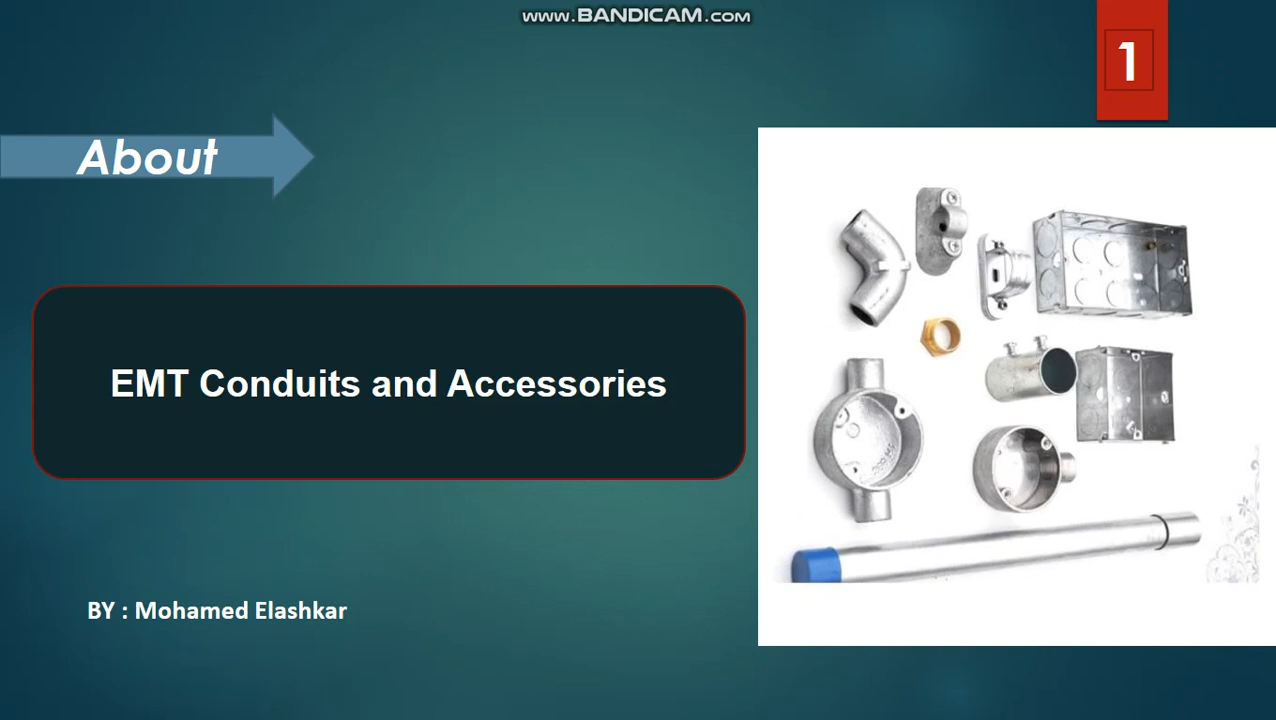 www.BANDICAM.com
1
About
EMT Conduits and Accessories
BY : Mohamed Elashkar